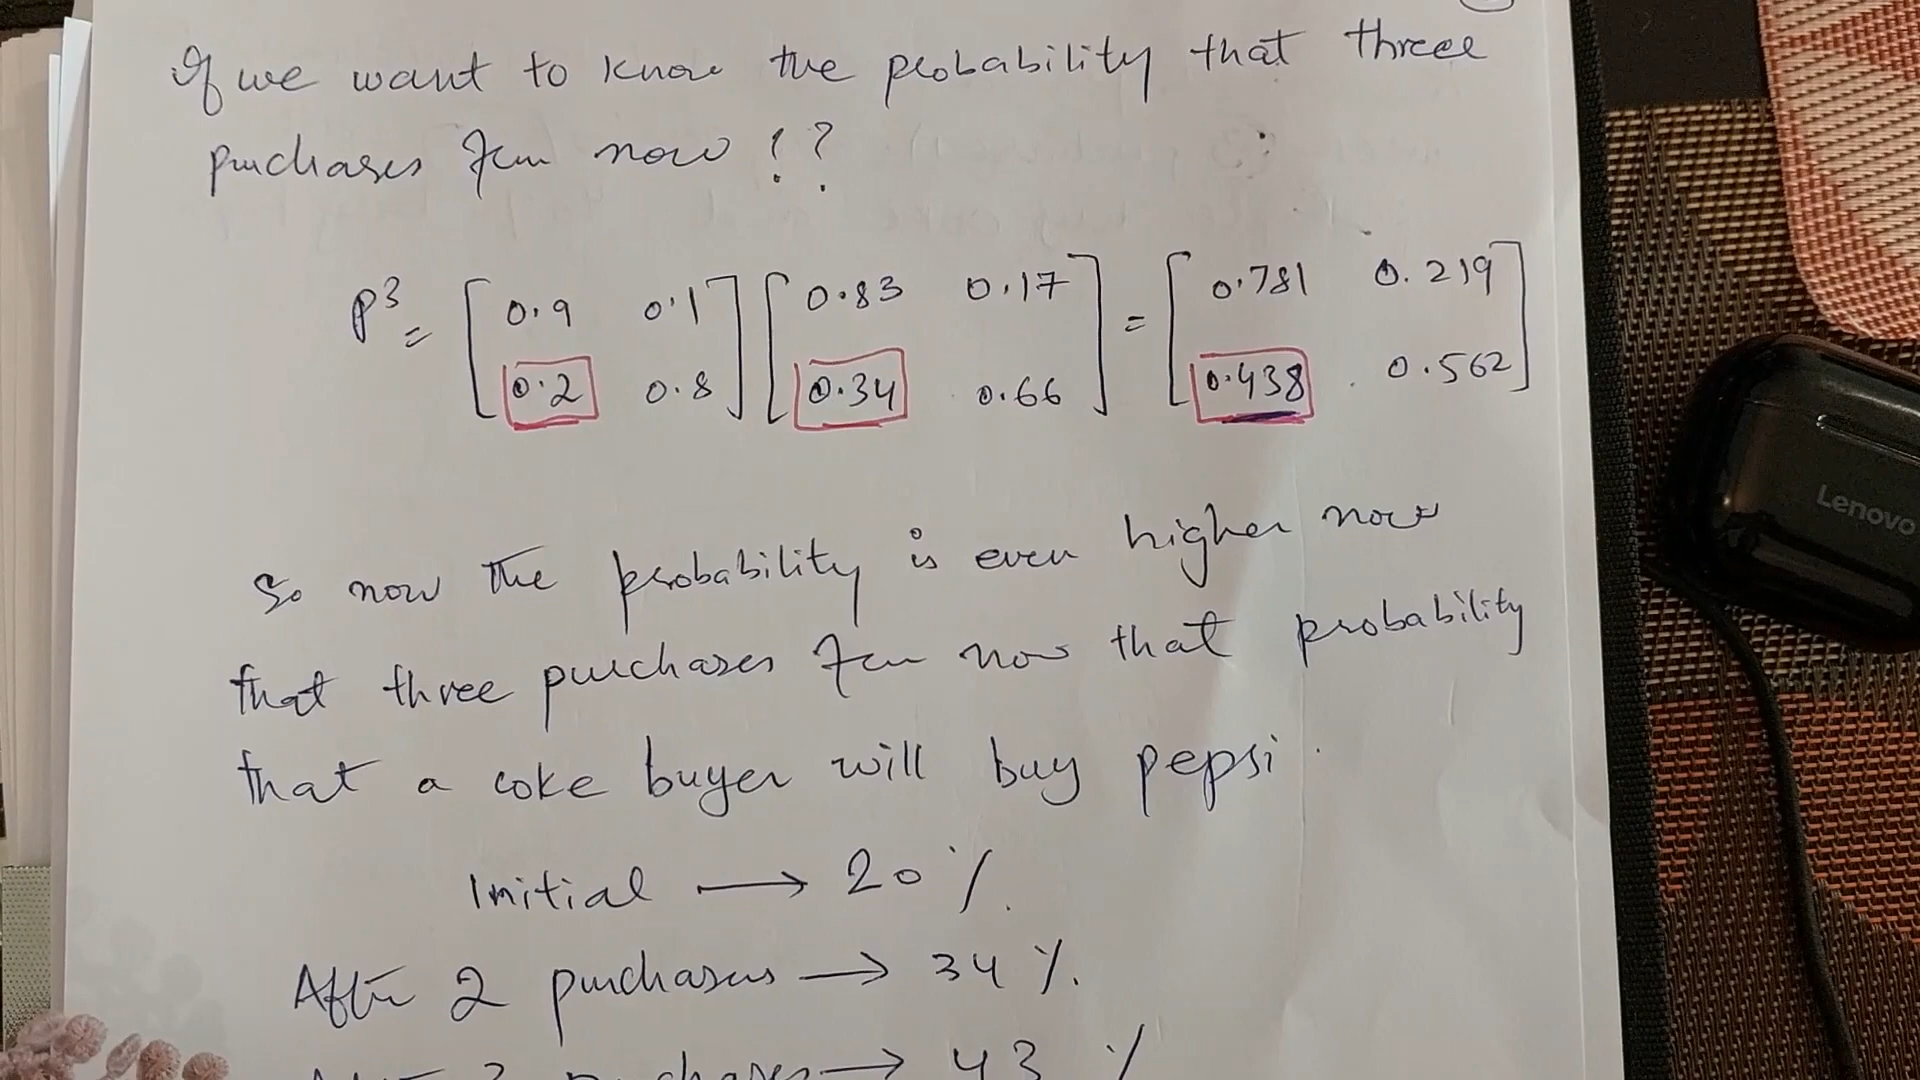 If we want to know the probability that three
purchases from now !?
P³ = [0.9 0.1 0.2 0.8] [0.83 0.17 0.34 0.66] = [0.781 0.219 0.438 0.562]
So now the probability is even higher now
that three purchases from now that probability
that a coke buyer will buy pepsi.
Initial → 20 %.
After 2 purchases → 34 %.
purchases → 43 %
Lenovo